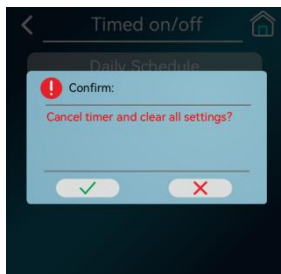 Timed on/off
Daily Schedule
Confirm:
Cancel timer and clear all settings?